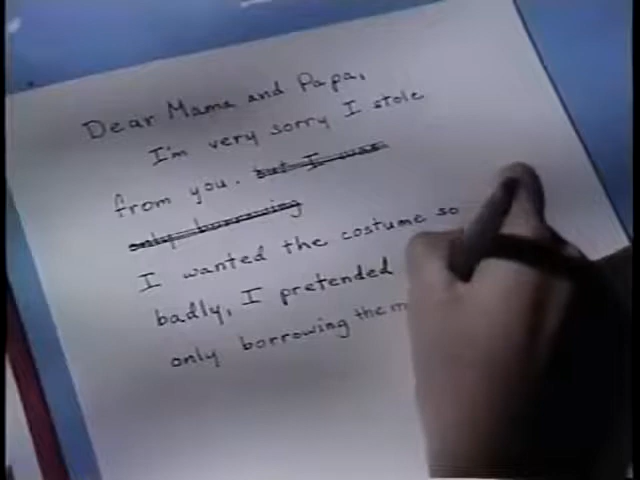 Dear Mama and Papa,
I'm very sorry I stole
from you. but I was
only borrowing
I wanted the costume so
badly, I pretended
only borrowing them